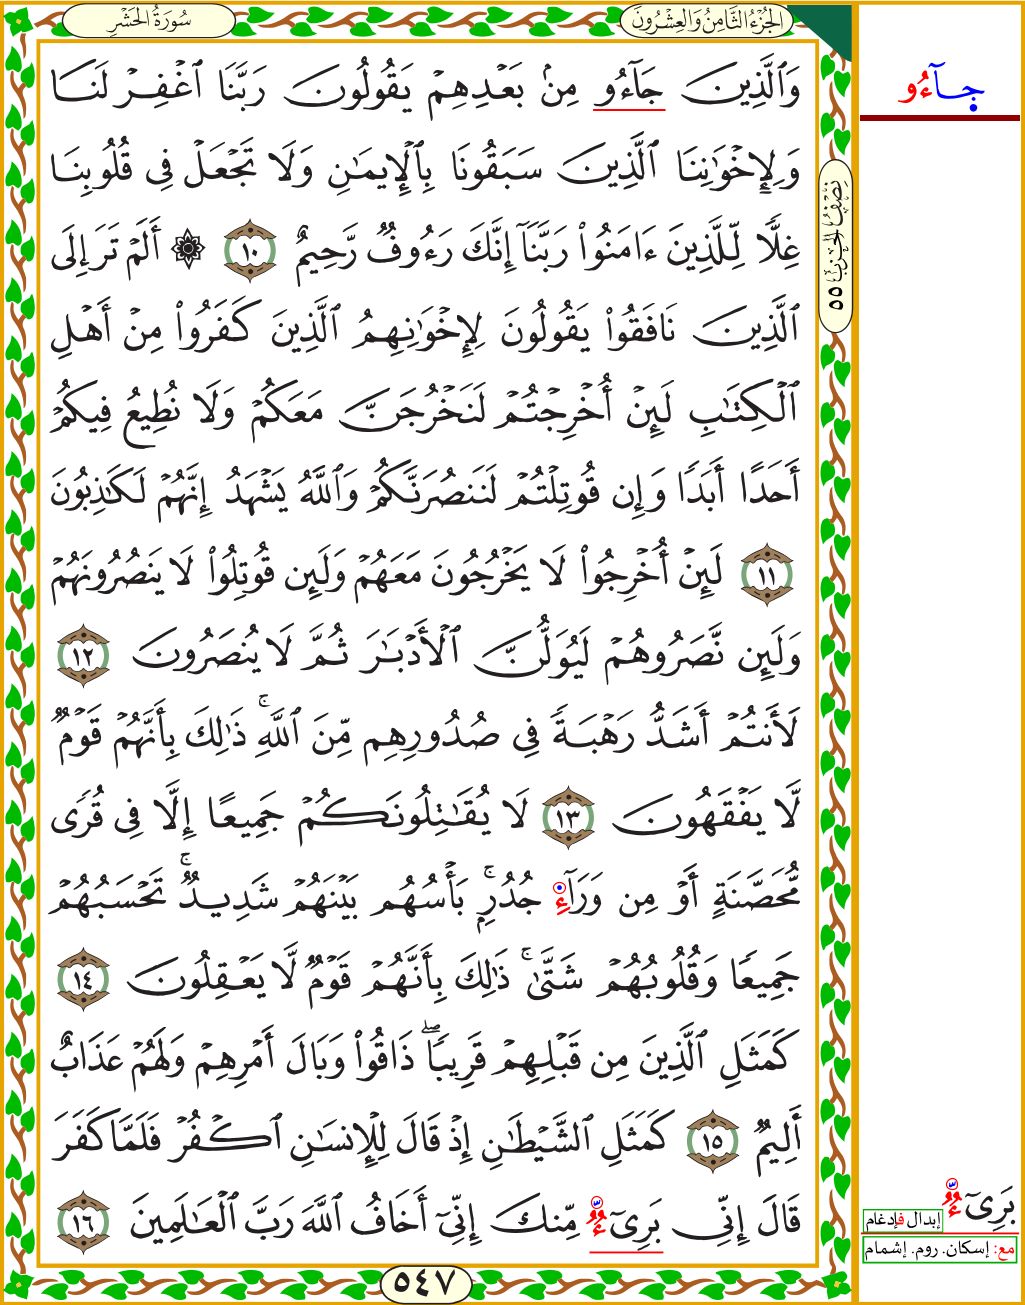 سُورَةُ الحَشْرِ
الجُزْءُ الثَّامِنُ وَالعِشْرُونَ
وَٱلَّذِينَ جَآءُو مِنۢ بَعْدِهِمْ يَقُولُونَ رَبَّنَا ٱغْفِرْ لَنَا
وَلِإِخْوَٰنِنَا ٱلَّذِينَ سَبَقُونَا بِٱلْإِيمَٰنِ وَلَا تَجْعَلْ فِى قُلُوبِنَا
غِلًّا لِّلَّذِينَ ءَامَنُوا۟ رَبَّنَآ إِنَّكَ رَءُوفٌ رَّحِيمٌ ١٠ ۞ أَلَمْ تَرَ إِلَى
ٱلَّذِينَ نَافَقُوا۟ يَقُولُونَ لِإِخْوَٰنِهِمُ ٱلَّذِينَ كَفَرُوا۟ مِنْ أَهْلِ
ٱلْكِتَٰبِ لَئِنْ أُخْرِجْتُمْ لَنَخْرُجَنَّ مَعَكُمْ وَلَا نُطِيعُ فِيكُمْ
أَحَدًا أَبَدًا وَإِن قُوتِلْتُمْ لَنَنصُرَنَّكُمْ وَٱللَّهُ يَشْهَدُ إِنَّهُمْ لَكَٰذِبُونَ
١١ لَئِنْ أُخْرِجُوا۟ لَا يَخْرُجُونَ مَعَهُمْ وَلَئِن قُوتِلُوا۟ لَا يَنصُرُونَهُمْ
وَلَئِن نَّصَرُوهُمْ لَيُوَلُّنَّ ٱلْأَدْبَٰرَ ثُمَّ لَا يُنصَرُونَ ١٢
لَأَنتُمْ أَشَدُّ رَهْبَةً فِى صُدُورِهِم مِّنَ ٱللَّهِ ۚ ذَٰلِكَ بِأَنَّهُمْ قَوْمٌ
لَّا يَفْقَهُونَ ١٣ لَا يُقَٰتِلُونَكُمْ جَمِيعًا إِلَّا فِى قُرًى
مُّحَصَّنَةٍ أَوْ مِن وَرَآءِ جُدُرٍۭ ۚ بَأْسُهُم بَيْنَهُمْ شَدِيدٌ ۚ تَحْسَبُهُمْ
جَمِيعًا وَقُلُوبُهُمْ شَتَّىٰ ۚ ذَٰلِكَ بِأَنَّهُمْ قَوْمٌ لَّا يَعْقِلُونَ ١٤
كَمَثَلِ ٱلَّذِينَ مِن قَبْلِهِمْ قَرِيبًا ۖ ذَاقُوا۟ وَبَالَ أَمْرِهِمْ وَلَهُمْ عَذَابٌ
أَلِيمٌ ١٥ كَمَثَلِ ٱلشَّيْطَٰنِ إِذْ قَالَ لِلْإِنسَٰنِ ٱكْفُرْ فَلَمَّا كَفَرَ
قَالَ إِنِّى بَرِىٓءٌ مِّنكَ إِنِّىٓ أَخَافُ ٱللَّهَ رَبَّ ٱلْعَٰلَمِينَ ١٦
٥٤٧
نِصْفُ الحِزْبِ ٥٥
جآءُو
بَرِىٓءٌ
إبدال فإدغام
مع: إسكان. روم. إشمام